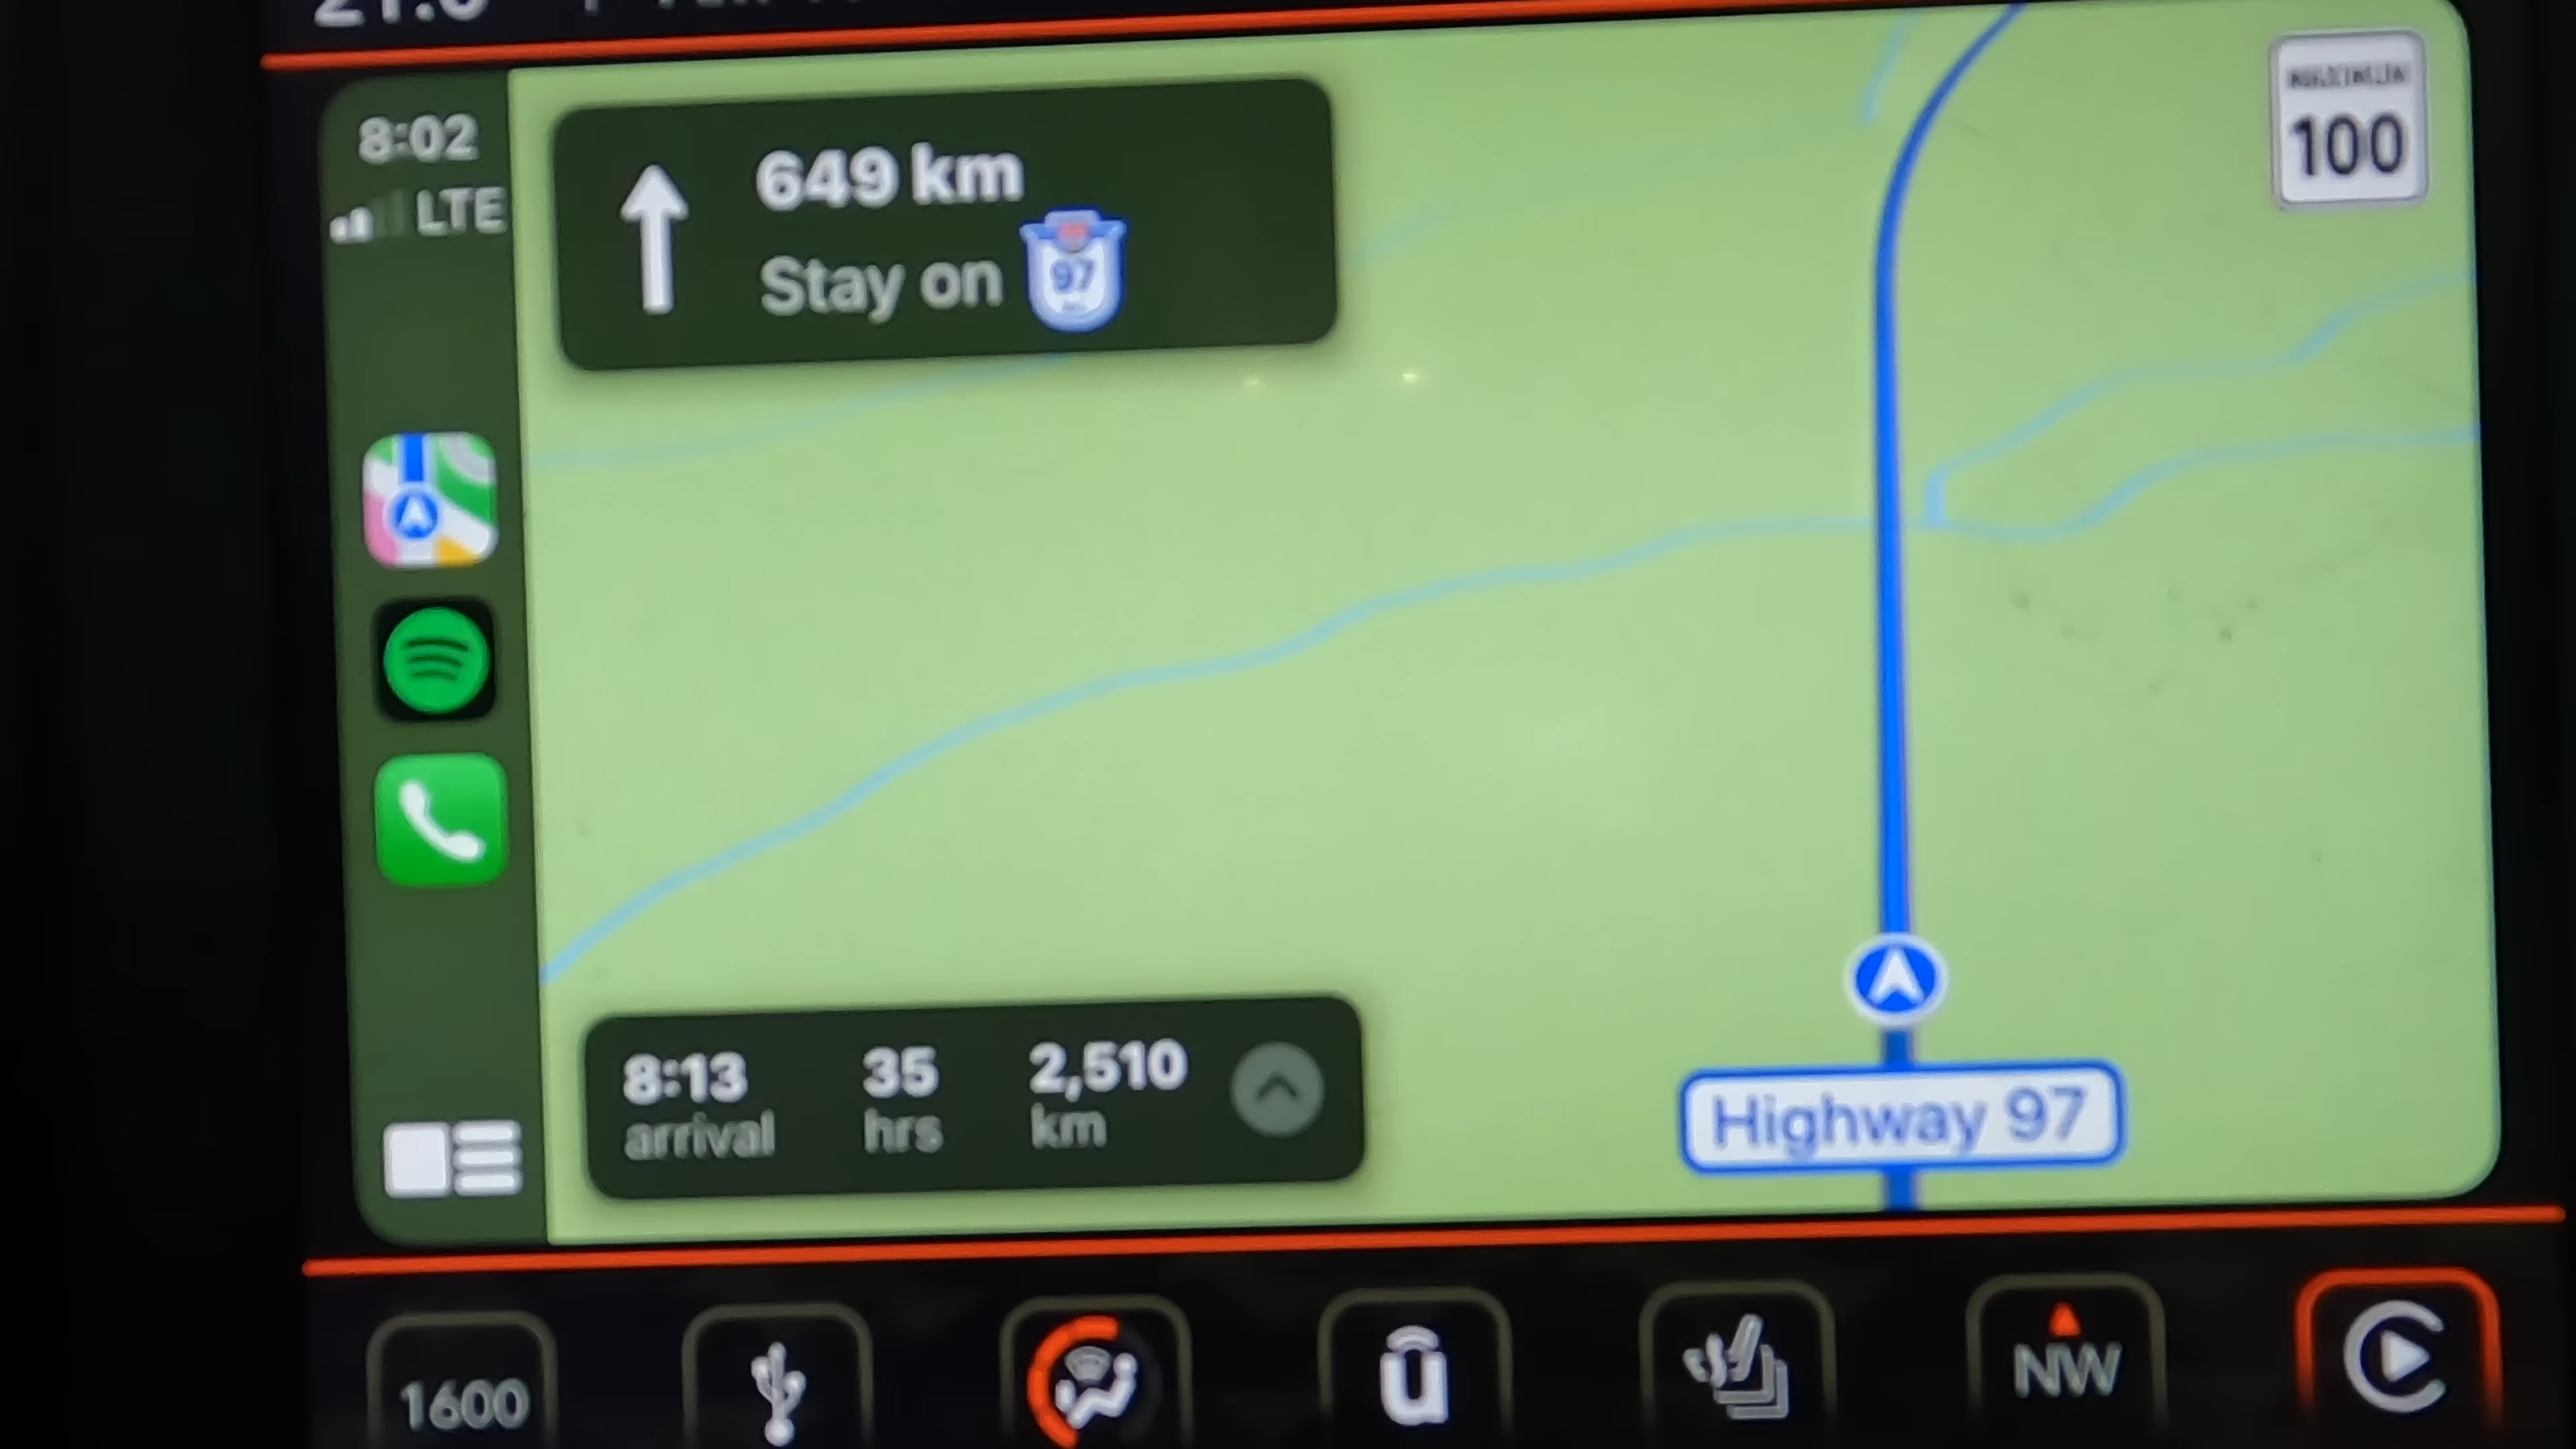 8:02
LTE
649 km
Stay on 97
MAXIMUM
100
8:13 35 2,510
arrival hrs km
Highway 97
1600
NW